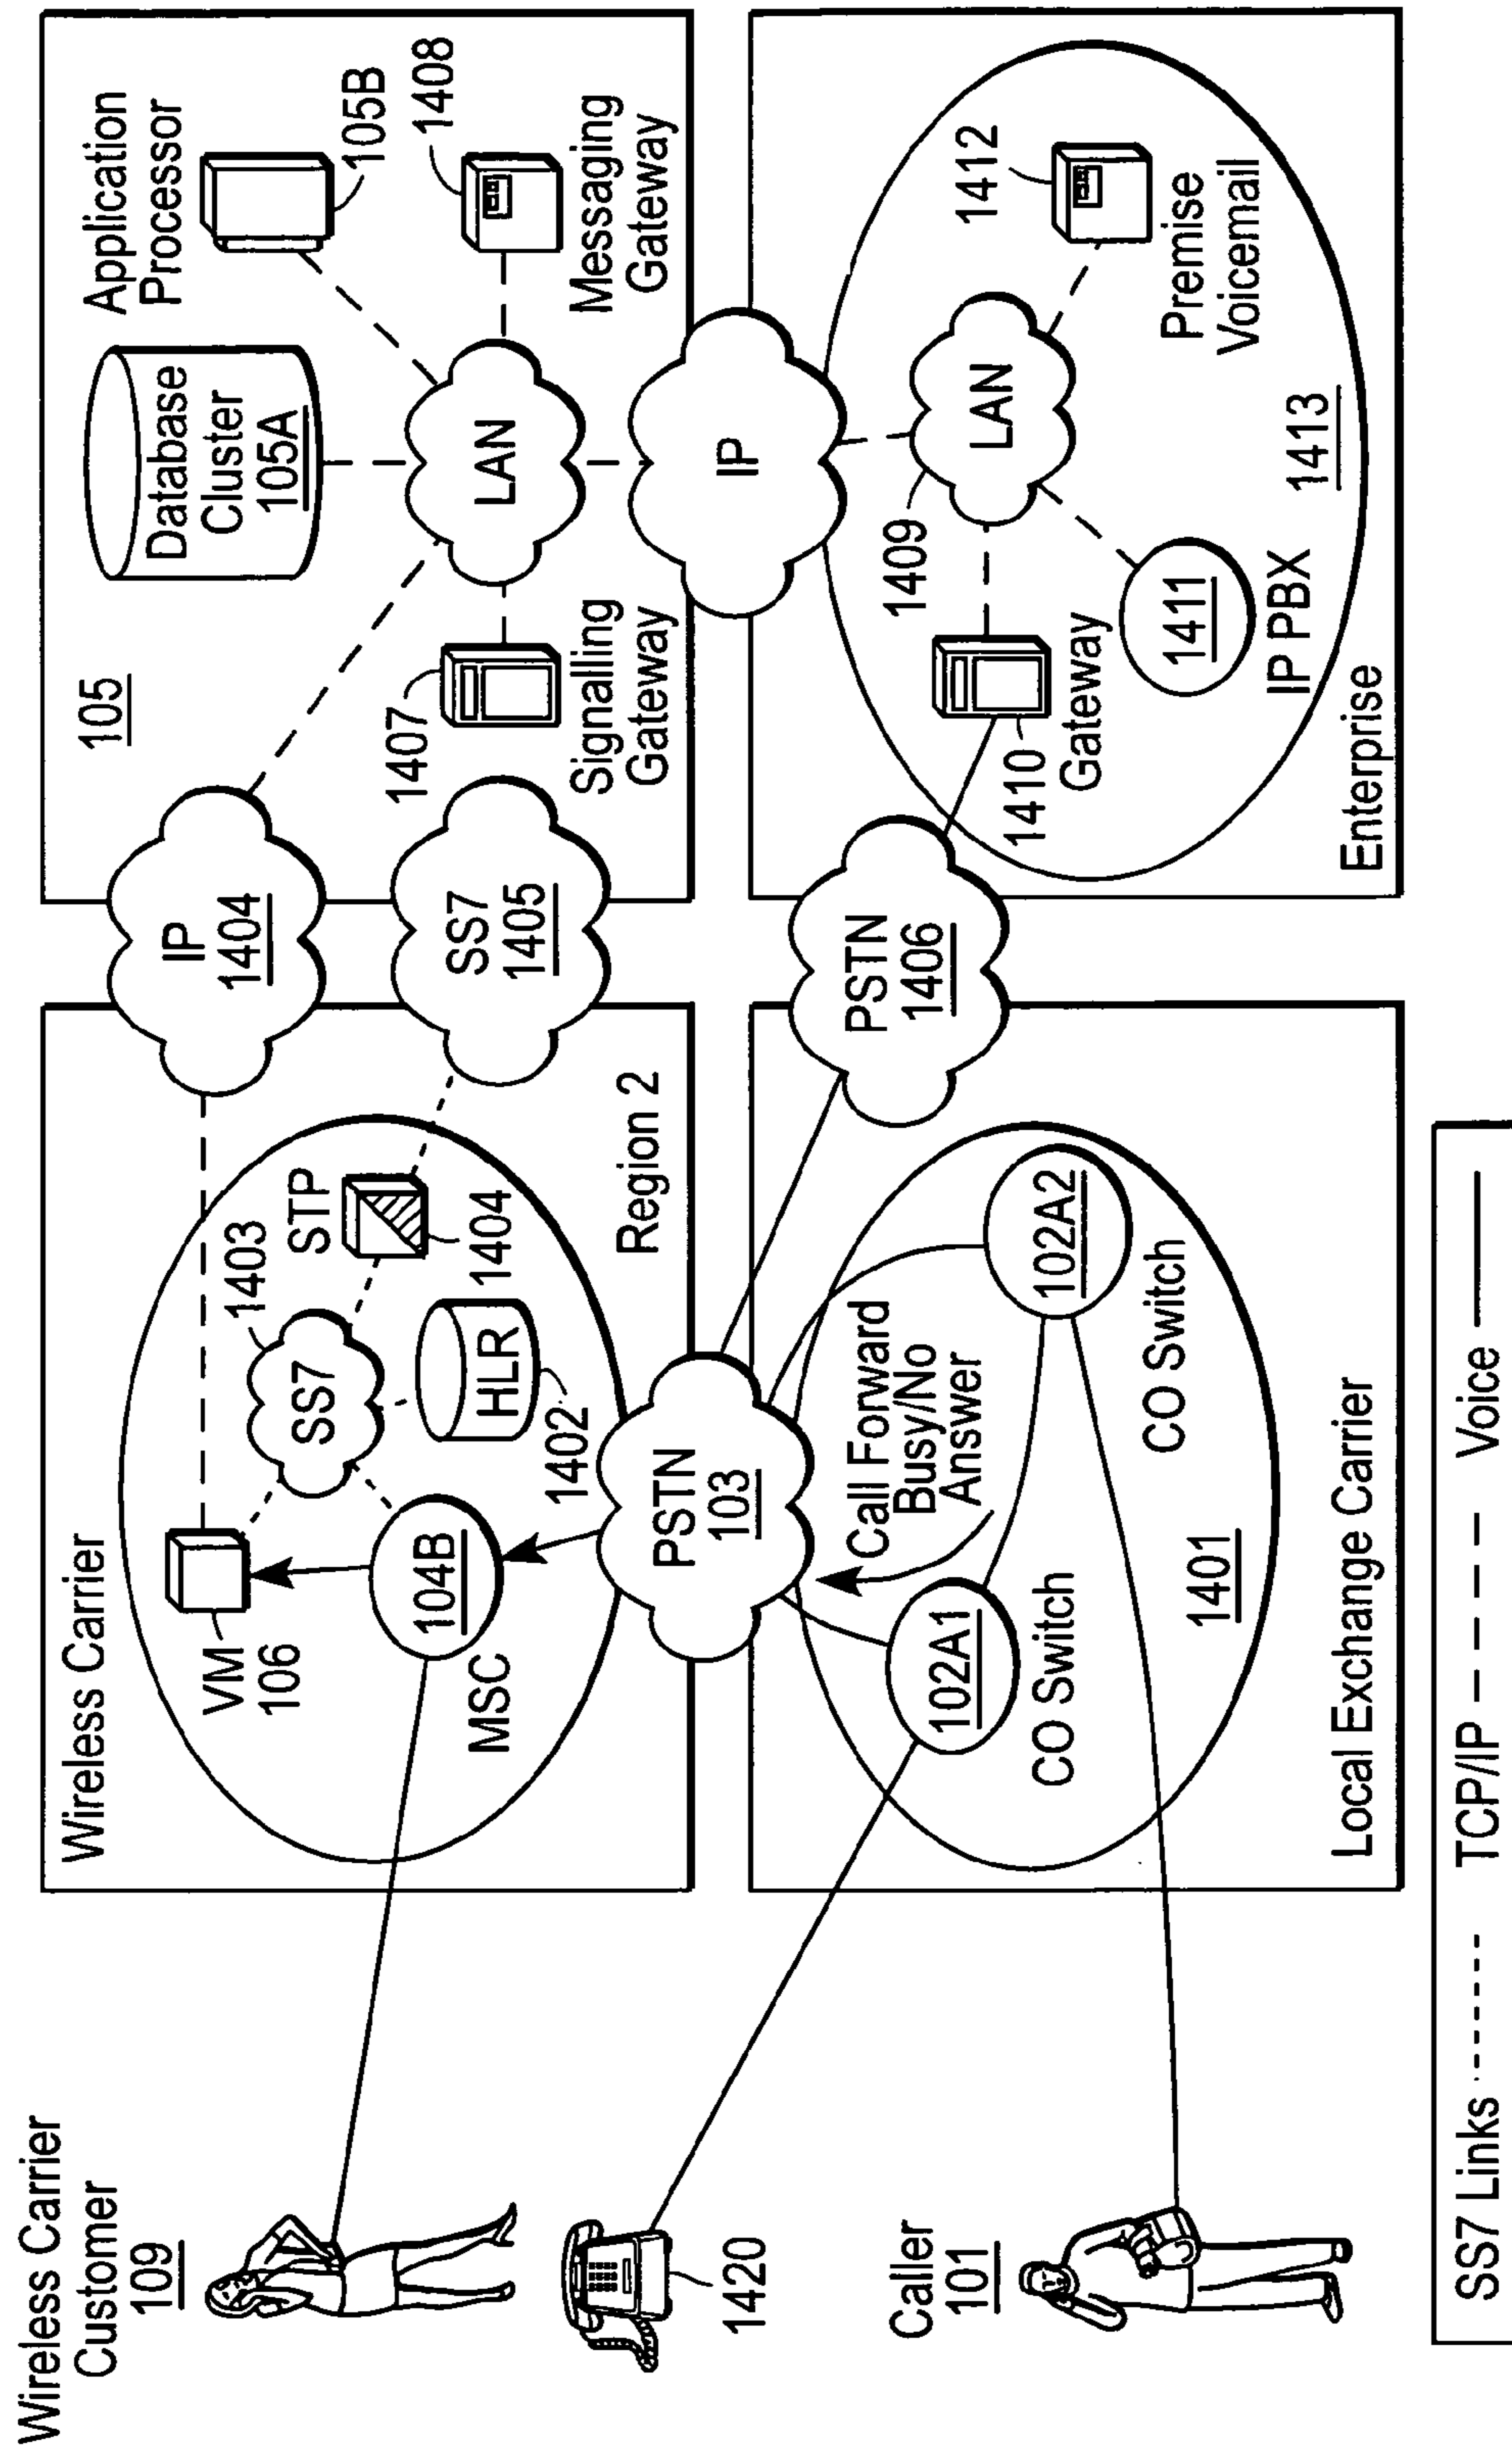 Wireless Carrier
Customer
109
1420
Caller
101
Wireless Carrier
VM
106
104B
MSC
SS7
1403
STP
1404
HLR
1402
Region 2
IP
1404
SS7
1405
105
Database
Cluster
105A
Application
Processor
105B
1408
Messaging
Gateway
LAN
1407
Signalling
Gateway
PSTN
103
Call Forward
Busy/No
Answer
102A1
CO Switch
102A2
CO Switch
1401
Local Exchange Carrier
PSTN
1406
IP
1409
LAN
1410
Gateway
1411
IP PBX
1412
Premise
Voicemail
1413
Enterprise
SS7 Links
TCP/IP
Voice